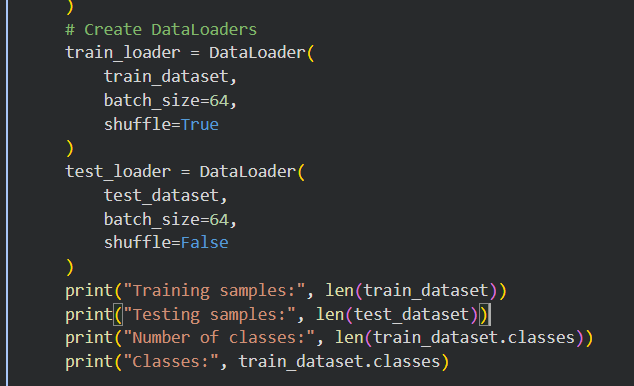 )
# Create DataLoaders
train_loader = DataLoader(
    train_dataset,
    batch_size=64,
    shuffle=True
)
test_loader = DataLoader(
    test_dataset,
    batch_size=64,
    shuffle=False
)
print("Training samples:", len(train_dataset))
print("Testing samples:", len(test_dataset))
print("Number of classes:", len(train_dataset.classes))
print("Classes:", train_dataset.classes)